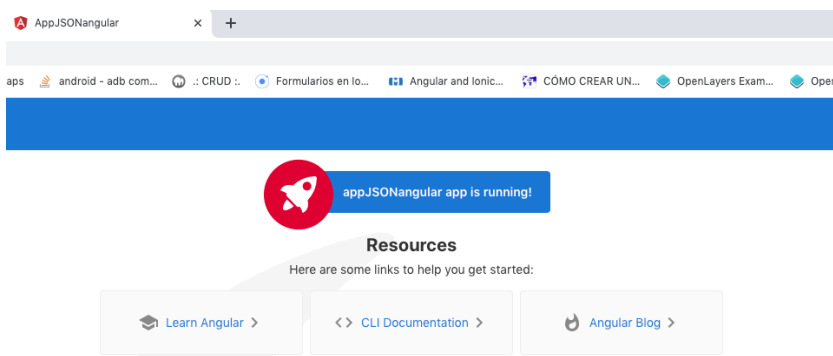 AppJSONangular
aps android - adb com... .: CRUD :. Formularios en Io... Angular and Ionic... CÓMO CREAR UN... OpenLayers Exam... Oper
appJSONangular app is running!
Resources
Here are some links to help you get started:
Learn Angular CLI Documentation Angular Blog